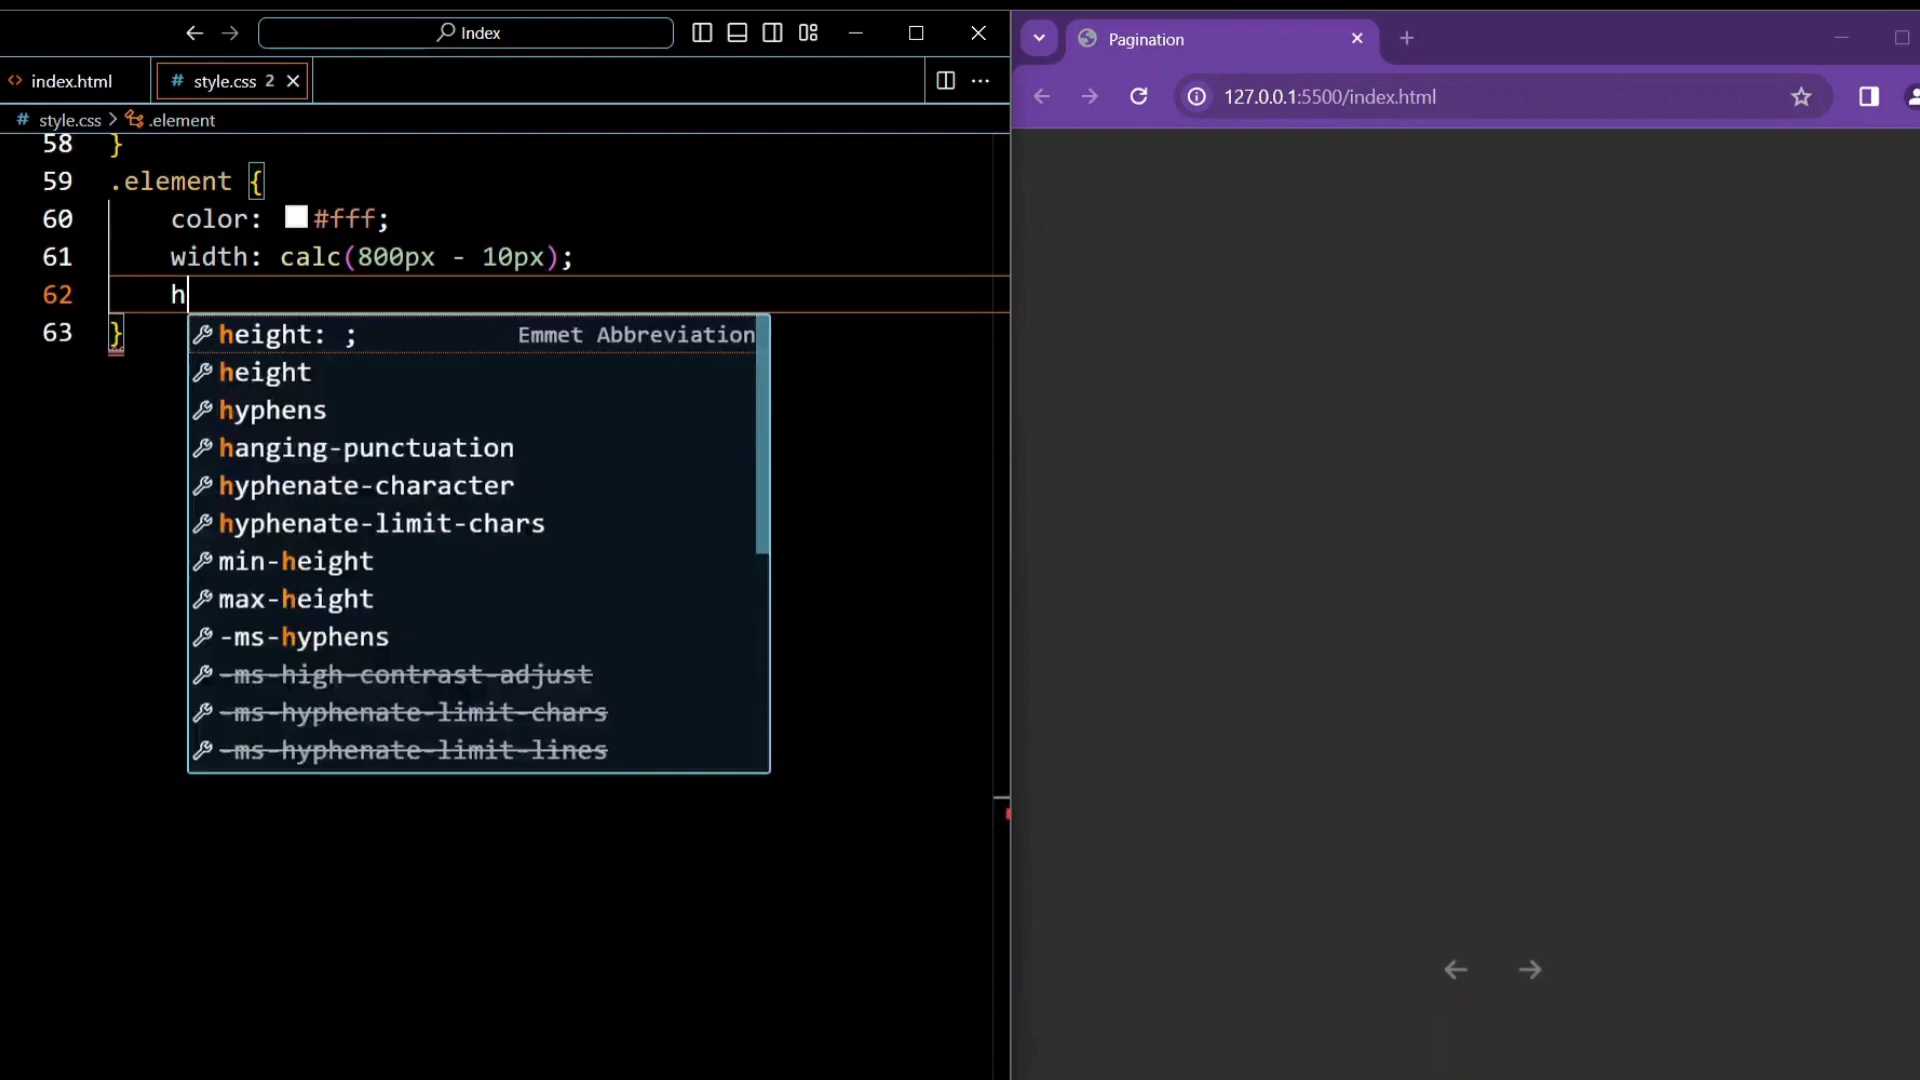 Index
index.html
style.css 2
style.css > .element
58 }
59 .element {
60 color: #fff;
61 width: calc(800px - 10px);
62 h
63 }
height: ; Emmet Abbreviation
height
hyphens
hanging-punctuation
hyphenate-character
hyphenate-limit-chars
min-height
max-height
-ms-hyphens
-ms-high-contrast-adjust
-ms-hyphenate-limit-chars
-ms-hyphenate-limit-lines
Pagination
127.0.0.1:5500/index.html